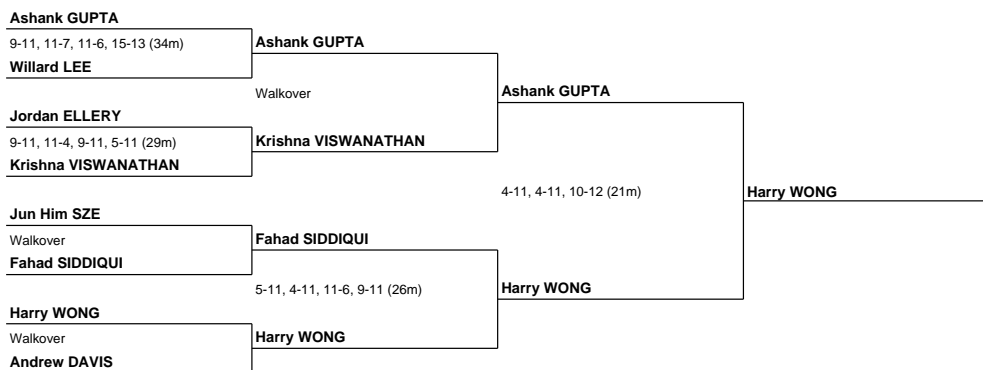 Ashank GUPTA
9-11, 11-7, 11-6, 15-13 (34m)
Willard LEE
Jordan ELLERY
9-11, 11-4, 9-11, 5-11 (29m)
Krishna VISWANATHAN
Jun Him SZE
Walkover
Fahad SIDDIQUI
Harry WONG
Walkover
Andrew DAVIS
Ashank GUPTA
Walkover
Krishna VISWANATHAN
Fahad SIDDIQUI
5-11, 4-11, 11-6, 9-11 (26m)
Harry WONG
Ashank GUPTA
4-11, 4-11, 10-12 (21m)
Harry WONG
Harry WONG